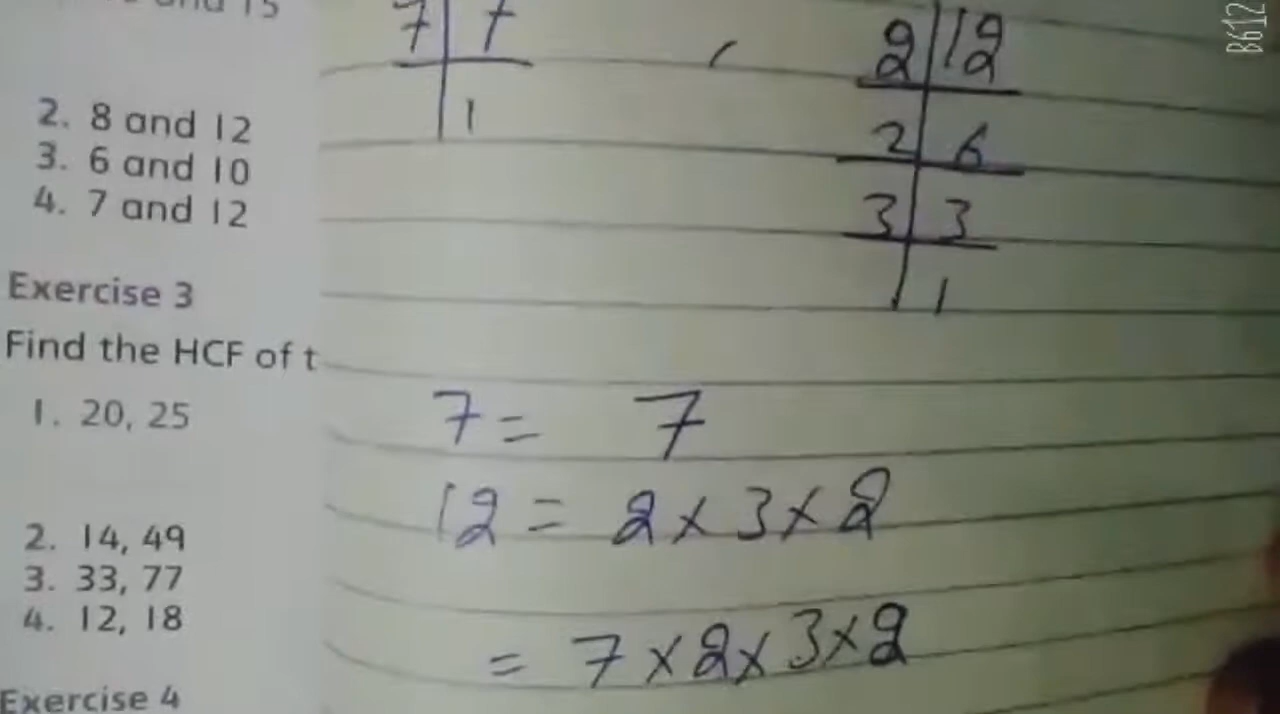 and 15
2. 8 and 12
3. 6 and 10
4. 7 and 12
Exercise 3
Find the HCF of t
1. 20, 25
2. 14, 49
3. 33, 77
4. 12, 18
Exercise 4
7 | 7
1
,
2 | 12
2 | 6
3 | 3
1
7 = 7
12 = 2 × 3 × 2
= 7 × 2 × 3 × 2
B612